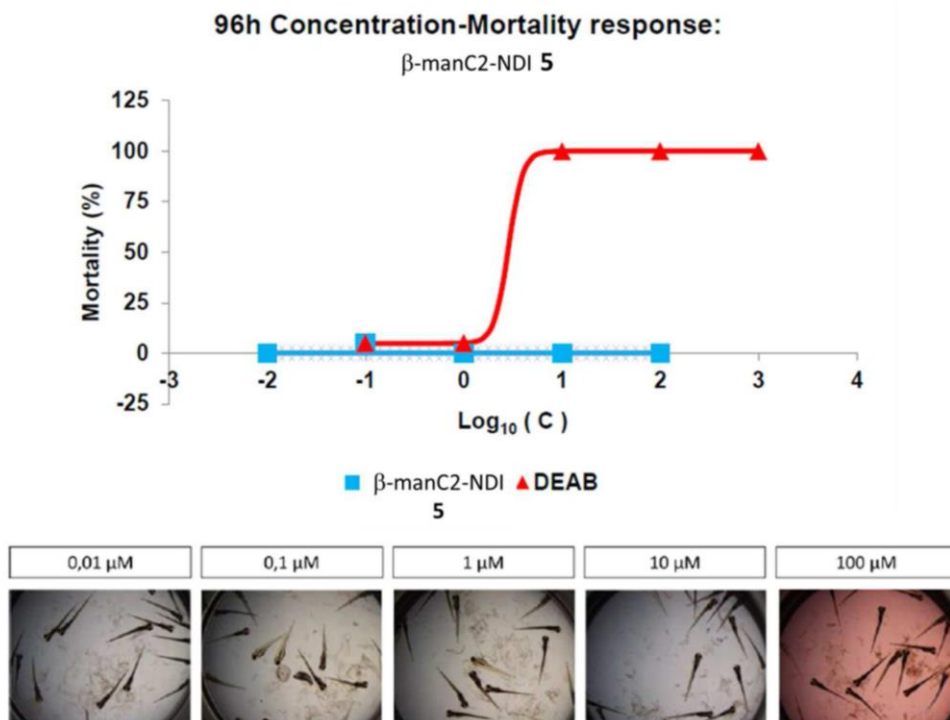 96h Concentration-Mortality response:
β-manC2-NDI 5
125
100
75
50
25
0
-25
Mortality (%)
-3 -2 -1 0 1 2 3 4
Log₁₀ ( C )
β-manC2-NDI DEAB
5
0,01 µM 0,1 µM 1 µM 10 µM 100 µM